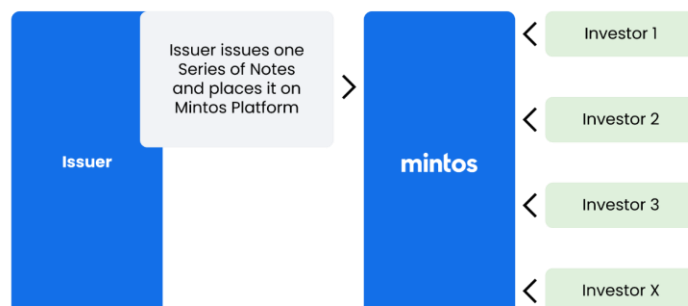 Issuer issues one
Series of Notes
and places it on
Mintos Platform
Issuer
mintos
Investor 1
Investor 2
Investor 3
Investor X